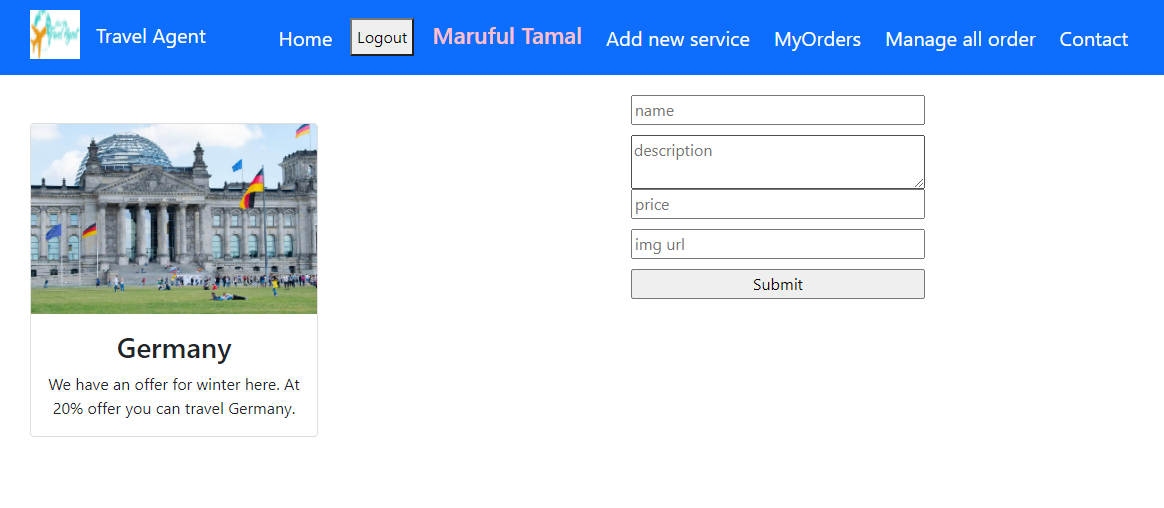 Travel Agent
Home
Logout
Maruful Tamal
Add new service
MyOrders
Manage all order
Contact
Germany
We have an offer for winter here. At
20% offer you can travel Germany.
name
description
price
img url
Submit